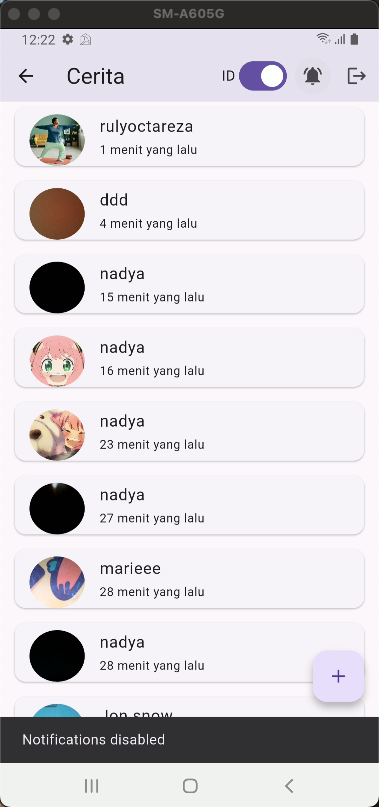 SM-A605G
12:22
Cerita
ID
rulyoctareza
1 menit yang lalu
ddd
4 menit yang lalu
nadya
15 menit yang lalu
nadya
16 menit yang lalu
nadya
23 menit yang lalu
nadya
27 menit yang lalu
marieee
28 menit yang lalu
nadya
28 menit yang lalu
Jon snow
Notifications disabled